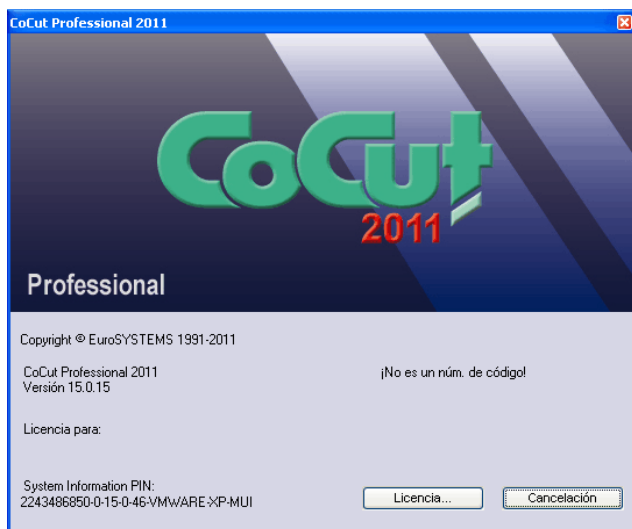 CoCut Professional 2011
CoCut
2011
Professional
Copyright © EuroSYSTEMS 1991-2011
CoCut Professional 2011
¡No es un núm. de código!
Versión 15.0.15
Licencia para:
System Information PIN:
2243486850-0-15-0-46-VMWARE-XP-MUI
Licencia...
Cancelación